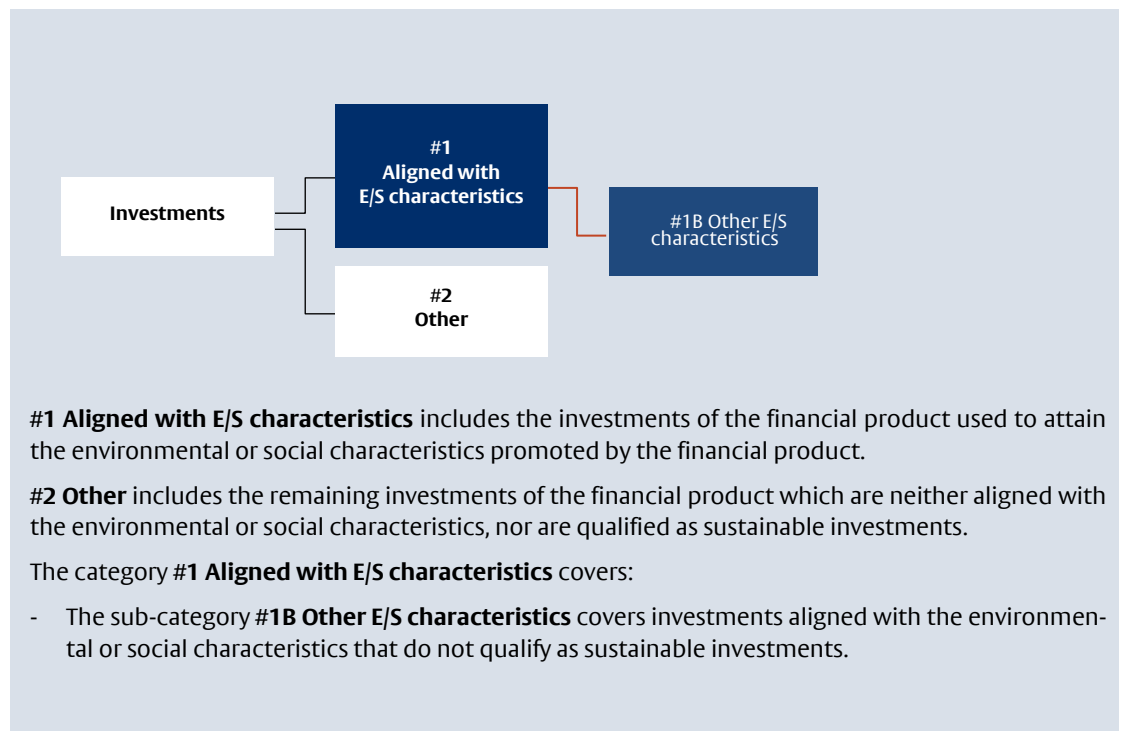 #1
Aligned with
E/S characteristics
Investments
#1B Other E/S
characteristics
#2
Other
#1 Aligned with E/S characteristics includes the investments of the financial product used to attain
the environmental or social characteristics promoted by the financial product.
#2 Other includes the remaining investments of the financial product which are neither aligned with
the environmental or social characteristics, nor are qualified as sustainable investments.
The category #1 Aligned with E/S characteristics covers:
- The sub-category #1B Other E/S characteristics covers investments aligned with the environmen-
tal or social characteristics that do not qualify as sustainable investments.